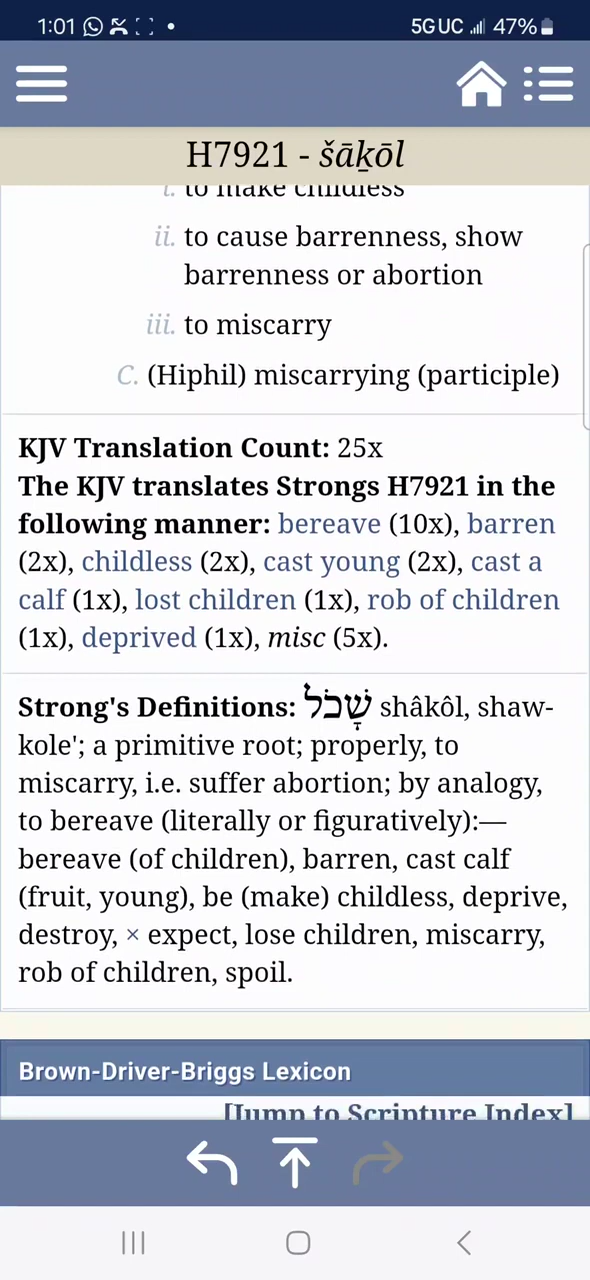 1:01
5G UC 47%
H7921 - šāḵōl
i. to make childless
ii. to cause barrenness, show
barrenness or abortion
iii. to miscarry
C. (Hiphil) miscarrying (participle)
KJV Translation Count: 25x
The KJV translates Strongs H7921 in the
following manner: bereave (10x), barren
(2x), childless (2x), cast young (2x), cast a
calf (1x), lost children (1x), rob of children
(1x), deprived (1x), misc (5x).
Strong's Definitions: שָׁכֹל shâkôl, shaw-
kole'; a primitive root; properly, to
miscarry, i.e. suffer abortion; by analogy,
to bereave (literally or figuratively):—
bereave (of children), barren, cast calf
(fruit, young), be (make) childless, deprive,
destroy, × expect, lose children, miscarry,
rob of children, spoil.
Brown-Driver-Briggs Lexicon
[Jump to Scripture Index]